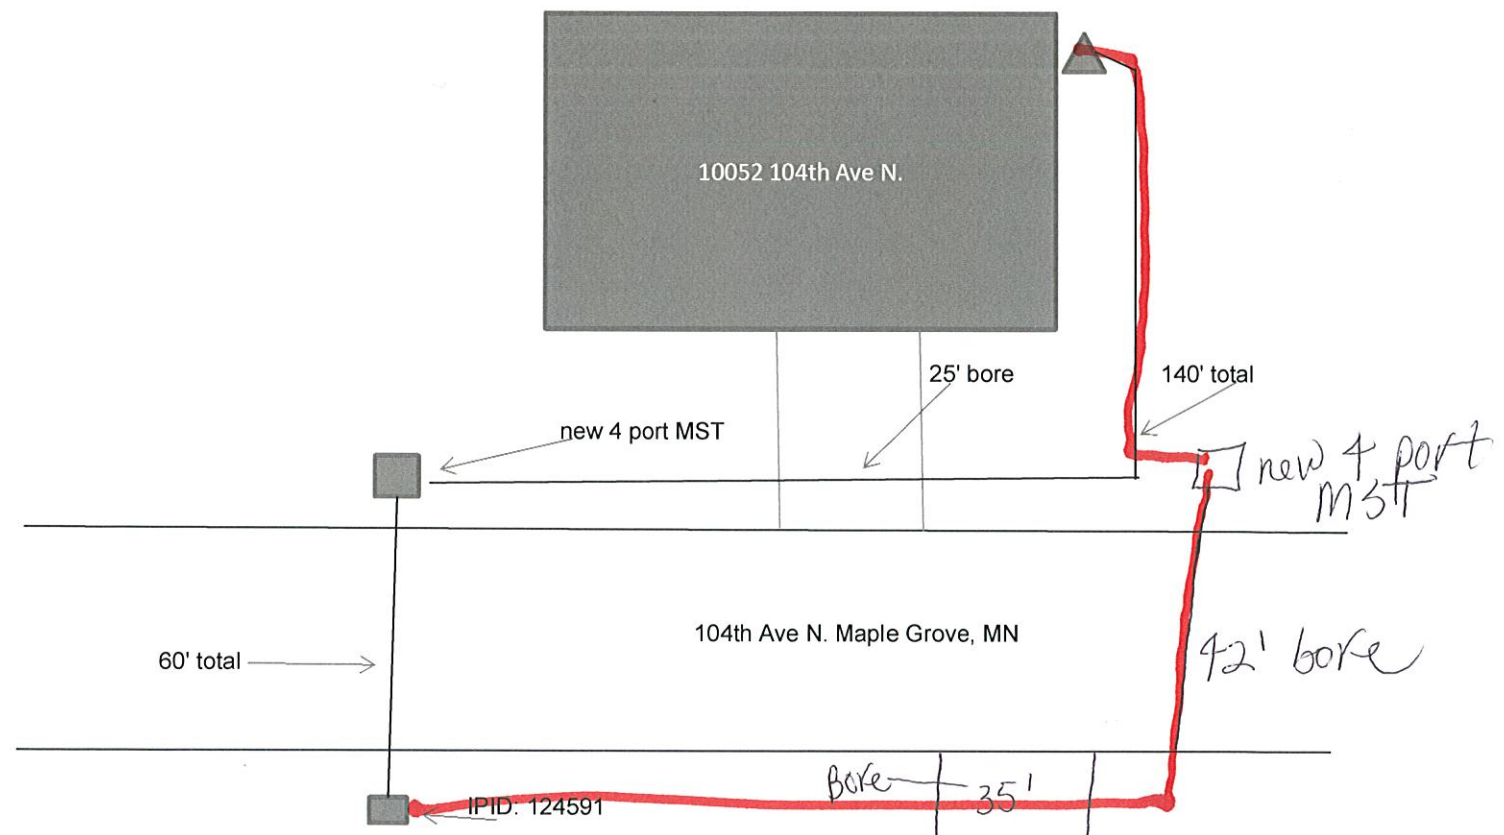 10052 104th Ave N.
25' bore
140' total
new 4 port MST
new 4 port
MST
104th Ave N. Maple Grove, MN
60' total
42' bore
Bore 35'
IPID: 124591